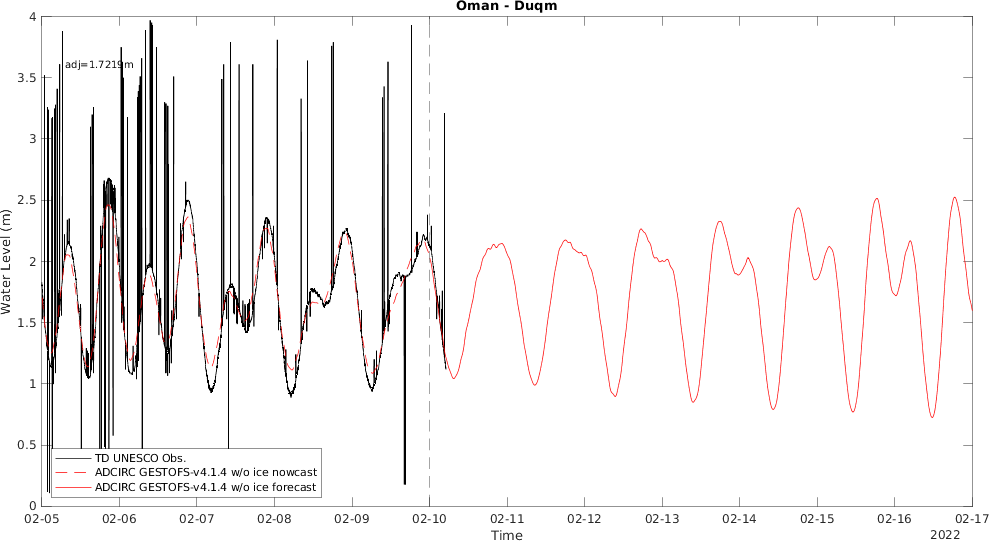 Oman - Duqm
4
3.5
3
2.5
2
1.5
1
0.5
0
Water Level (m)
adj=1.7219m
TD UNESCO Obs.
ADCIRC GESTOFS-v4.1.4 w/o ice nowcast
ADCIRC GESTOFS-v4.1.4 w/o ice forecast
02-05 02-06 02-07 02-08 02-09 02-10 02-11 02-12 02-13 02-14 02-15 02-16 02-17
Time
2022